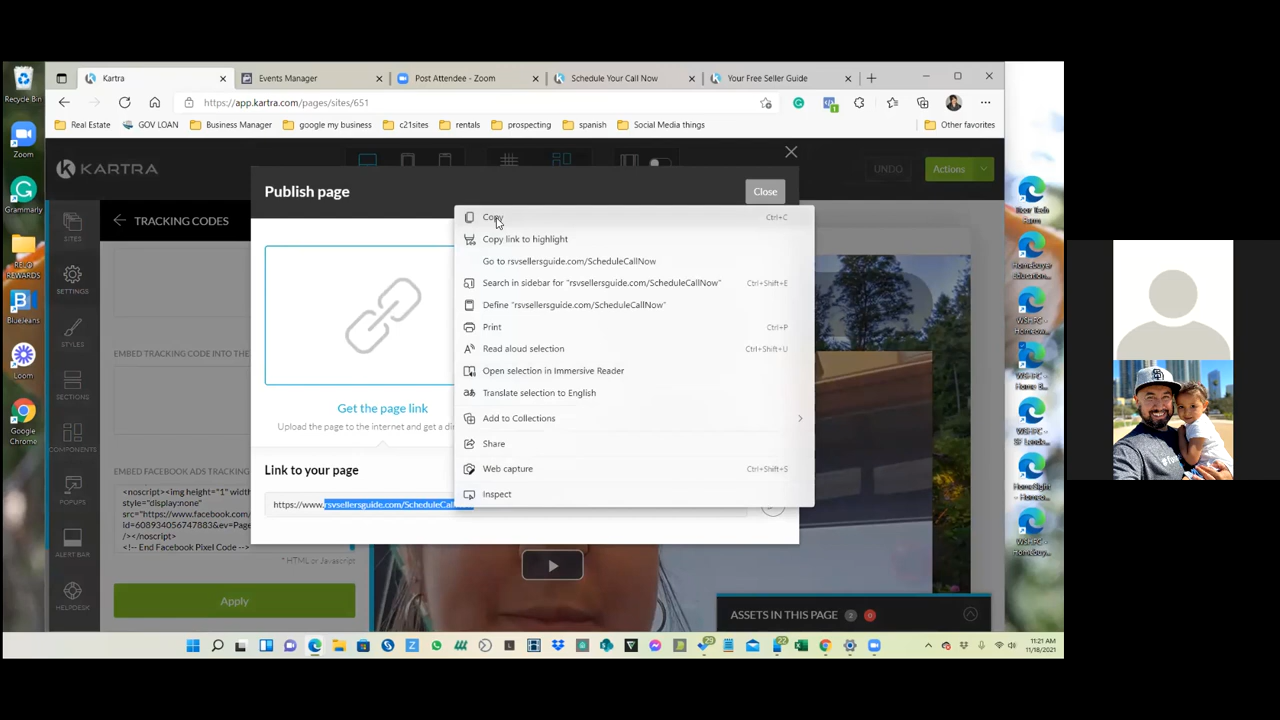 Kartra
Events Manager
Post Attendee - Zoom
Schedule Your Call Now
Your Free Seller Guide
https://app.kartra.com/pages/sites/651
Real Estate
GOV LOAN
Business Manager
google my business
c21sites
rentals
prospecting
spanish
Social Media things
Other favorites
Recycle Bin
Zoom
Grammarly
RELO REWARDS
BlueJeans
Loom
Google Chrome
KARTRA
UNDO
Actions
Publish page
Close
TRACKING CODES
SITES
SETTINGS
STYLES
SECTIONS
COMPONENTS
POPUPS
ALERT BAR
HELPDESK
EMBED TRACKING CODE INTO THE
EMBED FACEBOOK ADS TRACKING
<noscript><img height="1" width
style="display:none"
src="https://www.facebook.com/
id=608934056747883&ev=Page
/></noscript>
<!-- End Facebook Pixel Code -->
* HTML or Javascript
Apply
Get the page link
Upload the page to the internet and get a di
Link to your page
https://www.rsvsellersguide.com/ScheduleCal
Copy Ctrl+C
Copy link to highlight
Go to rsvsellersguide.com/ScheduleCallNow
Search in sidebar for "rsvsellersguide.com/ScheduleCallNow" Ctrl+Shift+E
Define "rsvsellersguide.com/ScheduleCallNow"
Print Ctrl+P
Read aloud selection Ctrl+Shift+U
Open selection in Immersive Reader
Translate selection to English
Add to Collections
Share
Web capture Ctrl+Shift+S
Inspect
ASSETS IN THIS PAGE 2 0
11:21 AM
11/18/2021